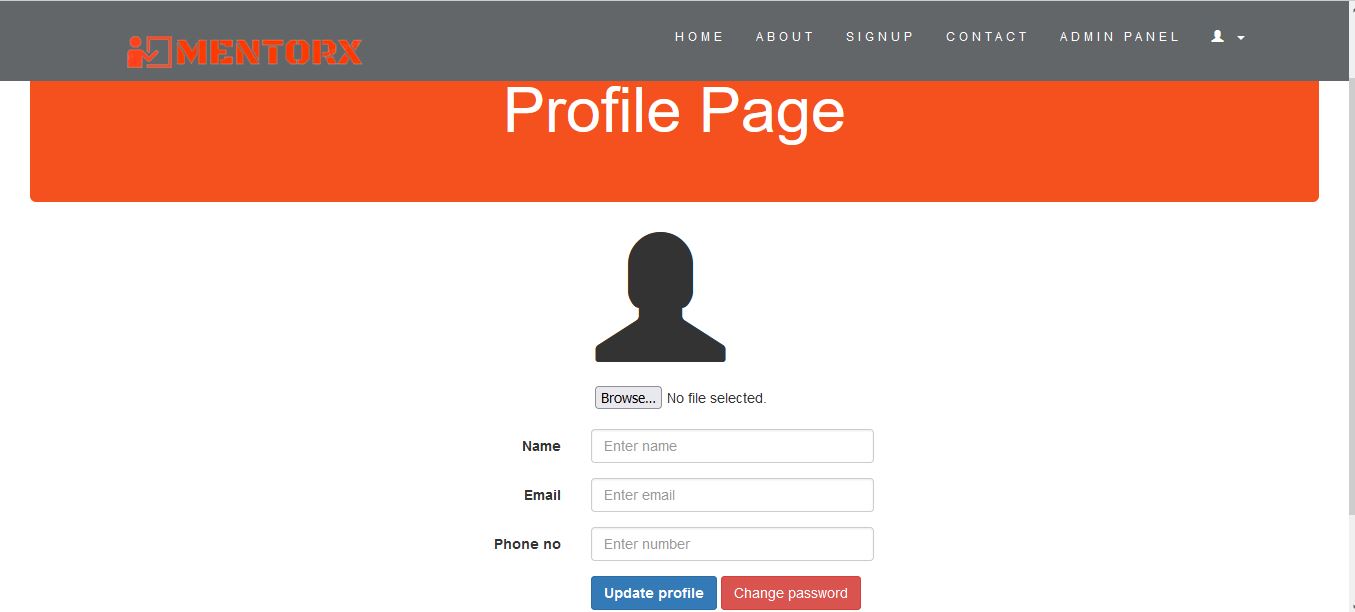 MENTORX
HOME ABOUT SIGNUP CONTACT ADMIN PANEL
Profile Page
Browse... No file selected.
Name Enter name
Email Enter email
Phone no Enter number
Update profile Change password